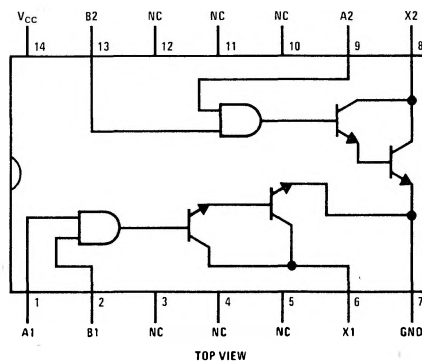 VCC B2 NC NC NC A2 X2
14 13 12 11 10 9 8
1 2 3 4 5 6 7
A1 B1 NC NC NC X1 GND
TOP VIEW